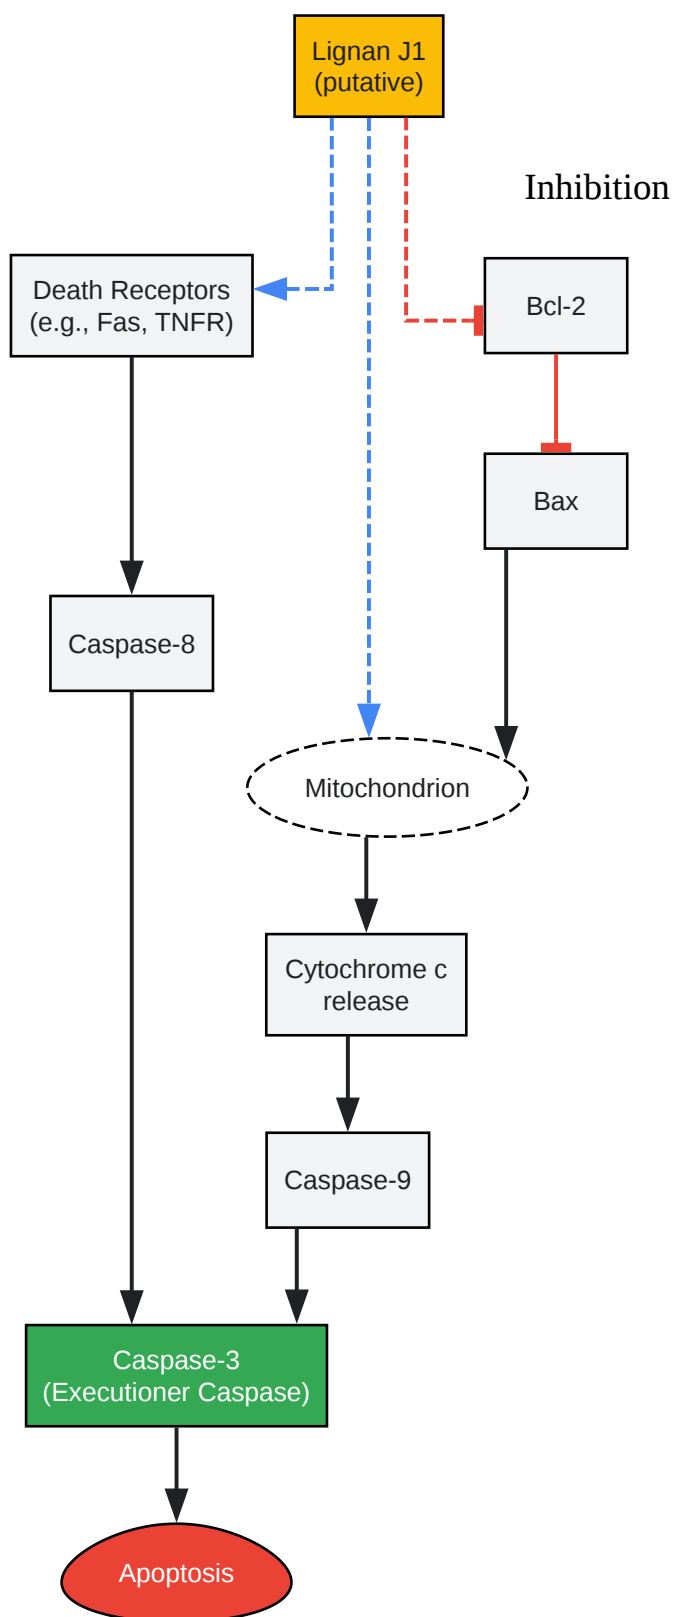 Lignan J1
(putative)
Inhibition
Death Receptors
(e.g., Fas, TNFR)
Bcl-2
Bax
Caspase-8
Mitochondrion
Cytochrome c
release
Caspase-9
Caspase-3
(Executioner Caspase)
Apoptosis